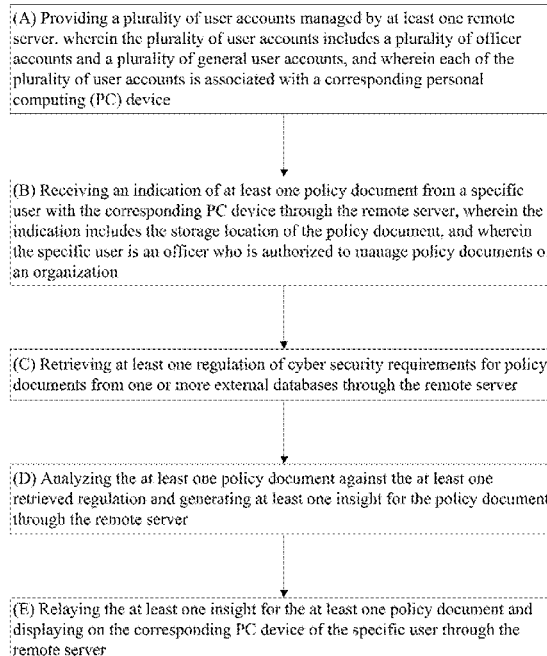 (A) Providing a plurality of user accounts managed by at least one remote
server, wherein the plurality of user accounts includes a plurality of officer
accounts and a plurality of general user accounts, and wherein each of the
plurality of user accounts is associated with a corresponding personal
computing (PC) device
(B) Receiving an indication of at least one policy document from a specific
user with the corresponding PC device through the remote server, wherein the
indication includes the storage location of the policy document, and wherein
the specific user is an officer who is authorized to manage policy documents o
an organization
(C) Retrieving at least one regulation of cyber security requirements for policy
documents from one or more external databases through the remote server
(D) Analyzing the at least one policy document against the at least one
retrieved regulation and generating at least one insight for the policy document
through the remote server
(E) Relaying the at least one insight for the at least one policy document and
displaying on the corresponding PC device of the specific user through the
remote server